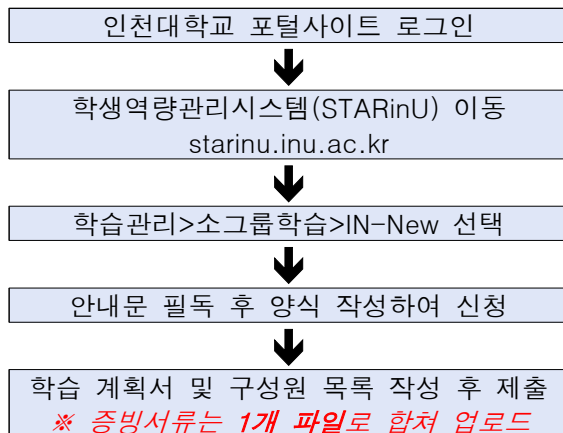 인천대학교 포털사이트 로그인
학생역량관리시스템(STARinU) 이동
starinu.inu.ac.kr
학습관리>소그룹학습>IN-New 선택
안내문 필독 후 양식 작성하여 신청
학습 계획서 및 구성원 목록 작성 후 제출
※ 증빙서류는 1개 파일로 합쳐 업로드